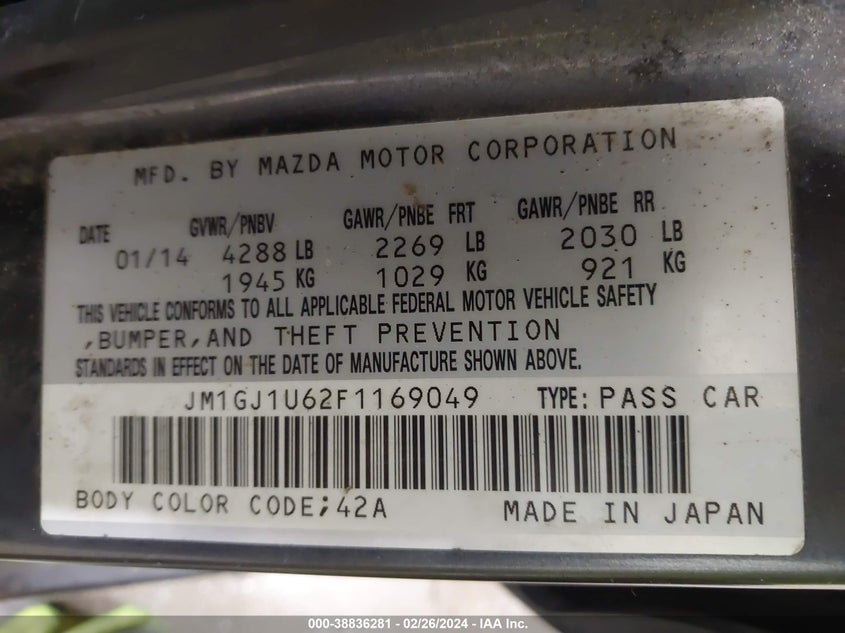 MFD. BY MAZDA MOTOR CORPORATION
DATE GVWR/PNBV GAWR/PNBE FRT GAWR/PNBE RR
01/14 4288 LB 2269 LB 2030 LB
1945 KG 1029 KG 921 KG
THIS VEHICLE CONFORMS TO ALL APPLICABLE FEDERAL MOTOR VEHICLE SAFETY
,BUMPER,AND THEFT PREVENTION
STANDARDS IN EFFECT ON THE DATE OF MANUFACTURE SHOWN ABOVE.
JM1GJ1U62F1169049 TYPE: PASS CAR
BODY COLOR CODE;42A MADE IN JAPAN
000-38836281 - 02/26/2024 - IAA Inc.